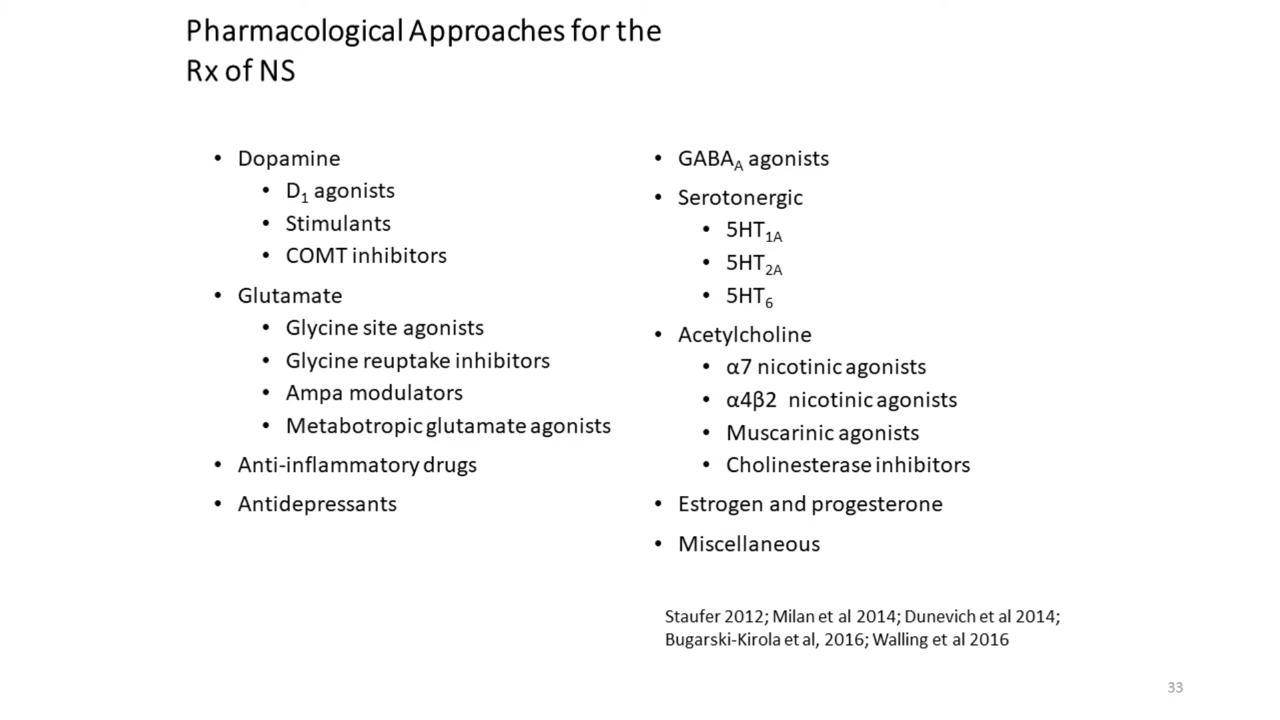 Pharmacological Approaches for the
Rx of NS
• Dopamine
• D₁ agonists
• Stimulants
• COMT inhibitors
• Glutamate
• Glycine site agonists
• Glycine reuptake inhibitors
• Ampa modulators
• Metabotropic glutamate agonists
• Anti-inflammatory drugs
• Antidepressants
• GABA_A agonists
• Serotonergic
• 5HT_1A
• 5HT_2A
• 5HT₆
• Acetylcholine
• α7 nicotinic agonists
• α4β2 nicotinic agonists
• Muscarinic agonists
• Cholinesterase inhibitors
• Estrogen and progesterone
• Miscellaneous
Staufer 2012; Milan et al 2014; Dunevich et al 2014;
Bugarski-Kirola et al, 2016; Walling et al 2016
33